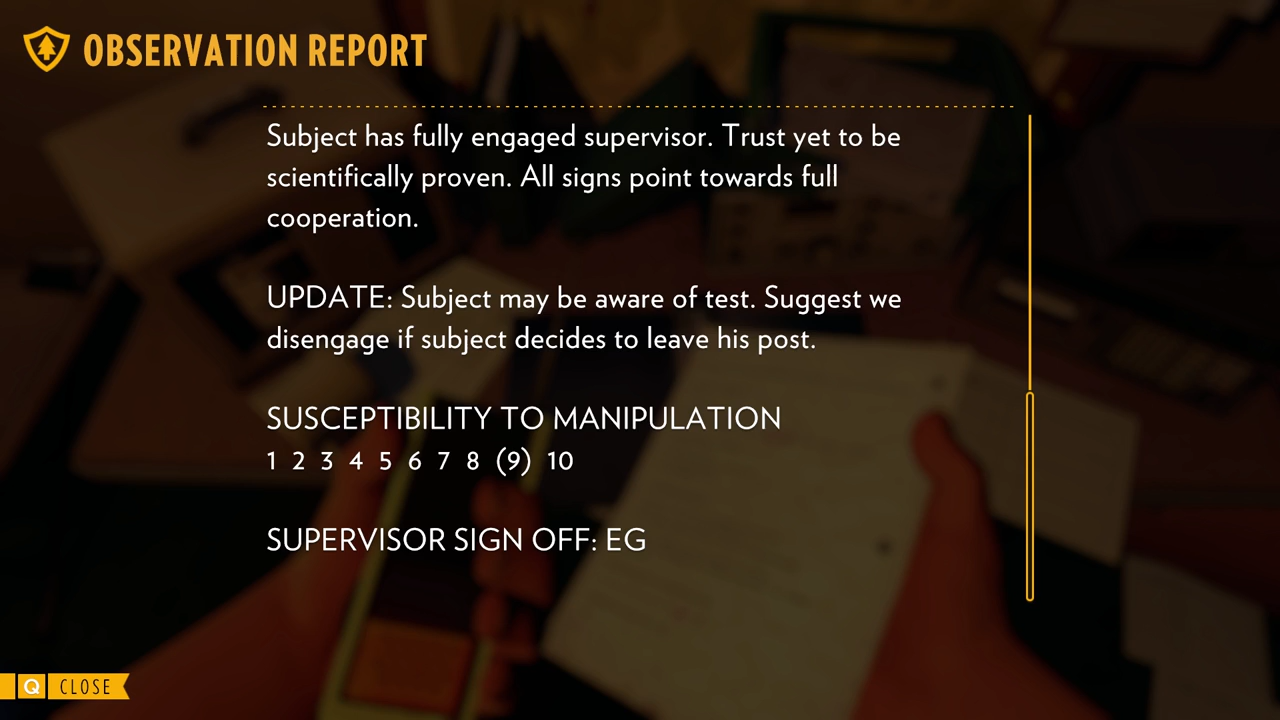 OBSERVATION REPORT
Subject has fully engaged supervisor. Trust yet to be
scientifically proven. All signs point towards full
cooperation.
UPDATE: Subject may be aware of test. Suggest we
disengage if subject decides to leave his post.
SUSCEPTIBILITY TO MANIPULATION
1 2 3 4 5 6 7 8 (9) 10
SUPERVISOR SIGN OFF: EG
Q CLOSE